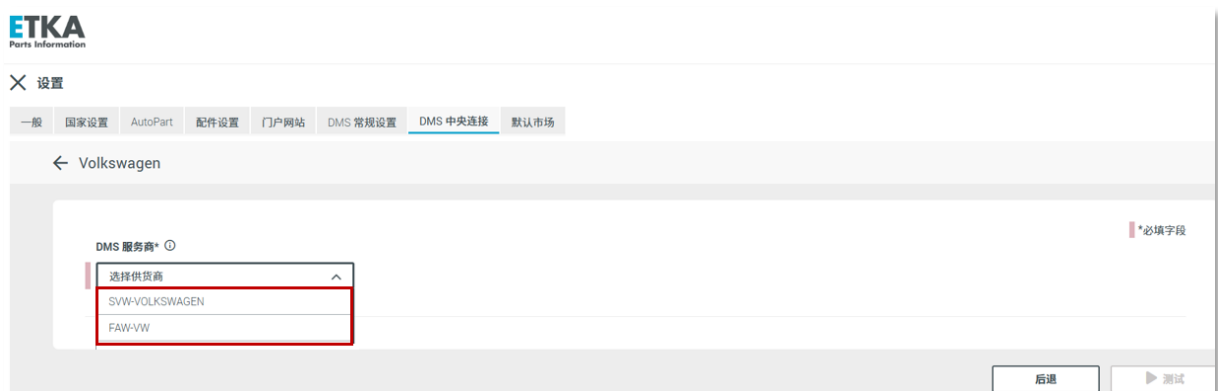 ETKA
Parts Information
设置
一般 国家设置 AutoPart 配件设置 门户网站 DMS 常规设置 DMS 中央连接 默认市场
Volkswagen
*必填字段
DMS 服务商*
选择供货商
SVW-VOLKSWAGEN
FAW-VW
后退 测试